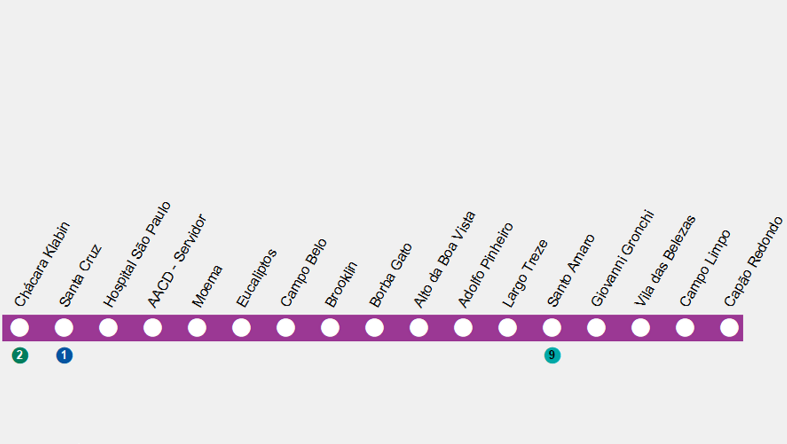 Chácara Klabin
Santa Cruz
Hospital São Paulo
AACD - Servidor
Moema
Eucaliptos
Campo Belo
Brooklin
Borba Gato
Alto da Boa Vista
Adolfo Pinheiro
Largo Treze
Santo Amaro
Giovanni Gronchi
Vila das Belezas
Campo Limpo
Capão Redondo
2
1
9